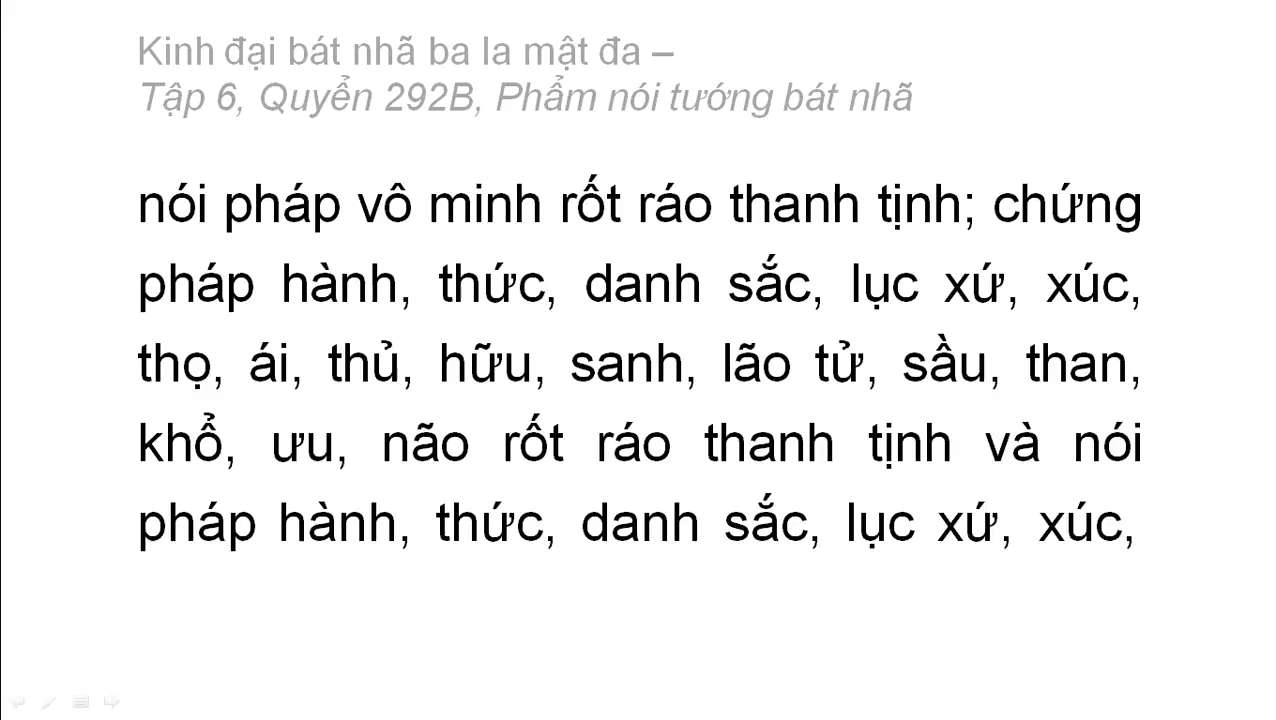 Kinh đại bát nhã ba la mật đa –
Tập 6, Quyển 292B, Phẩm nói tướng bát nhã
nói pháp vô minh rốt ráo thanh tịnh; chứng
pháp hành, thức, danh sắc, lục xứ, xúc,
thọ, ái, thủ, hữu, sanh, lão tử, sầu, than,
khổ, ưu, não rốt ráo thanh tịnh và nói
pháp hành, thức, danh sắc, lục xứ, xúc,